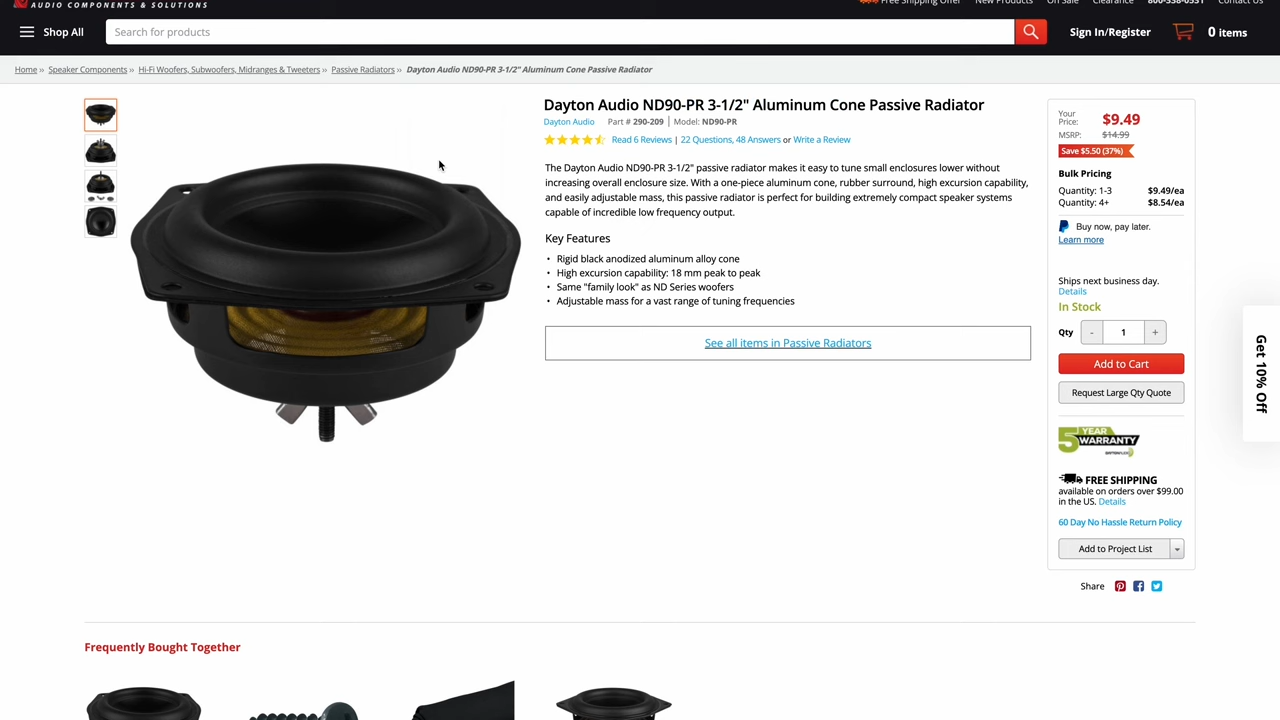 AUDIO COMPONENTS & SOLUTIONS
Free Shipping Offer New Products On Sale Clearance 800-338-0531 Contact Us
Shop All
Search for products
Sign In/Register
0 items
Home ›› Speaker Components ›› Hi-Fi Woofers, Subwoofers, Midranges & Tweeters ›› Passive Radiators ›› Dayton Audio ND90-PR 3-1/2" Aluminum Cone Passive Radiator
Dayton Audio ND90-PR 3-1/2" Aluminum Cone Passive Radiator
Dayton Audio Part # 290-209 | Model: ND90-PR
Read 6 Reviews | 22 Questions, 48 Answers or Write a Review
The Dayton Audio ND90-PR 3-1/2" passive radiator makes it easy to tune small enclosures lower without
increasing overall enclosure size. With a one-piece aluminum cone, rubber surround, high excursion capability,
and easily adjustable mass, this passive radiator is perfect for building extremely compact speaker systems
capable of incredible low frequency output.
Key Features
• Rigid black anodized aluminum alloy cone
• High excursion capability: 18 mm peak to peak
• Same "family look" as ND Series woofers
• Adjustable mass for a vast range of tuning frequencies
See all items in Passive Radiators
Your
Price:
$9.49
MSRP: $14.99
Save $5.50 (37%)
Bulk Pricing
Quantity: 1-3 $9.49/ea
Quantity: 4+ $8.54/ea
Buy now, pay later.
Learn more
Ships next business day.
Details
In Stock
Qty - 1 +
Add to Cart
Request Large Qty Quote
5 YEAR
WARRANTY
FREE SHIPPING
available on orders over $99.00
in the US. Details
60 Day No Hassle Return Policy
Add to Project List
Share
Get 10% Off
Frequently Bought Together